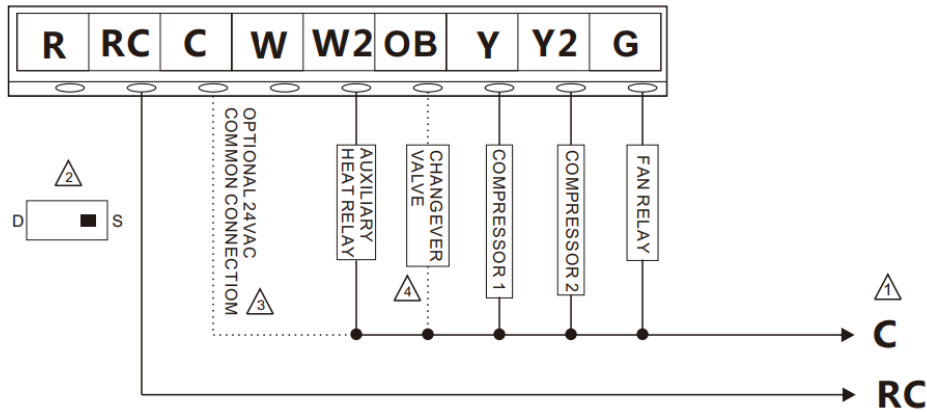 R RC C W W2 OB Y Y2 G
OPTIONAL 24VAC
COMMON CONNECTIOM
AUXILIARY
HEAT RELAY
CHANGEVER
VALVE
COMPRESSOR 1
COMPRESSOR 2
FAN RELAY
2
D S
3
4
1
C
RC